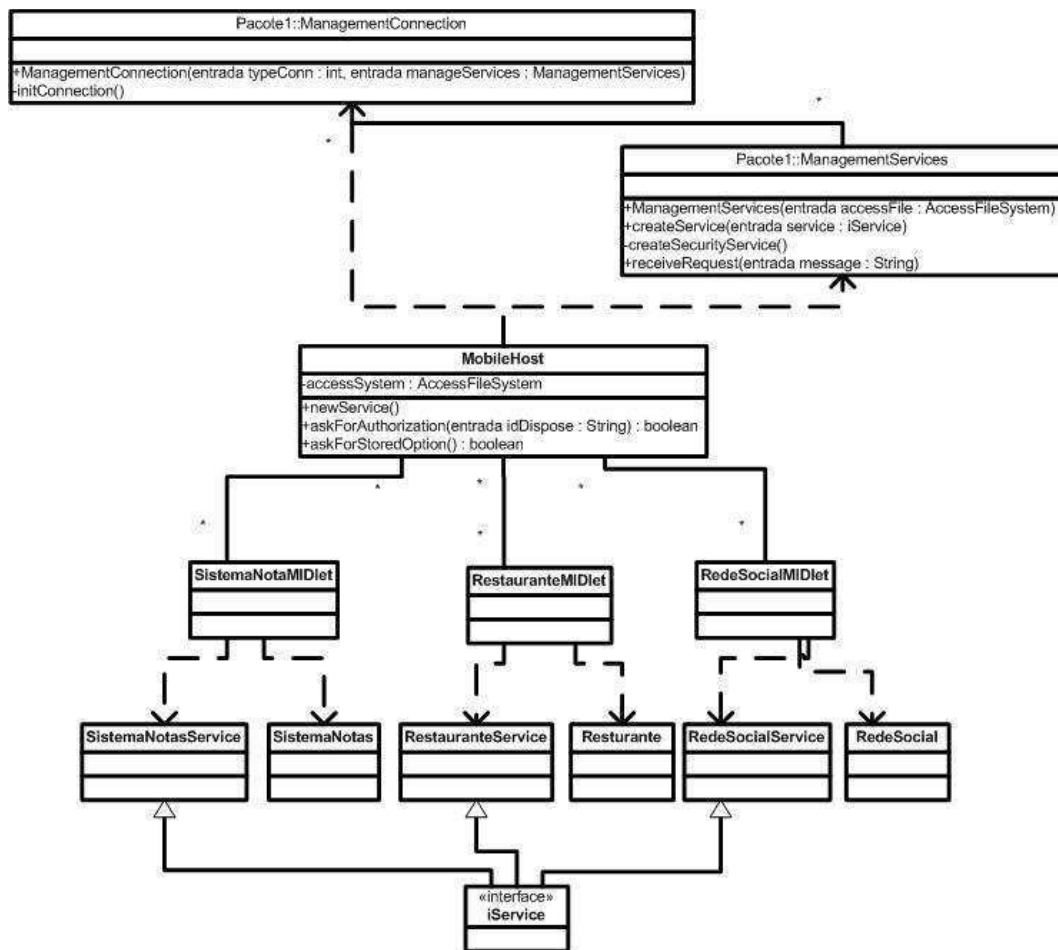 Pacote1::ManagementConnection
+ManagementConnection(entrada typeConn : int, entrada manageServices : ManagementServices)
-initConnection()
*
*
Pacote1::ManagementServices
+ManagementServices(entrada accessFile : AccessFileSystem)
+createService(entrada service : iService)
-createSecurityService()
+receiveRequest(entrada message : String)
MobileHost
-accessSystem : AccessFileSystem
+newService()
+askForAuthorization(entrada idDispose : String) : boolean
+askForStoredOption() : boolean
* * *
* * *
SistemaNotaMIDlet
RestauranteMIDlet
RedeSocialMIDlet
SistemaNotasService
SistemaNotas
RestauranteService
Resturante
RedeSocialService
RedeSocial
«interface»
iService